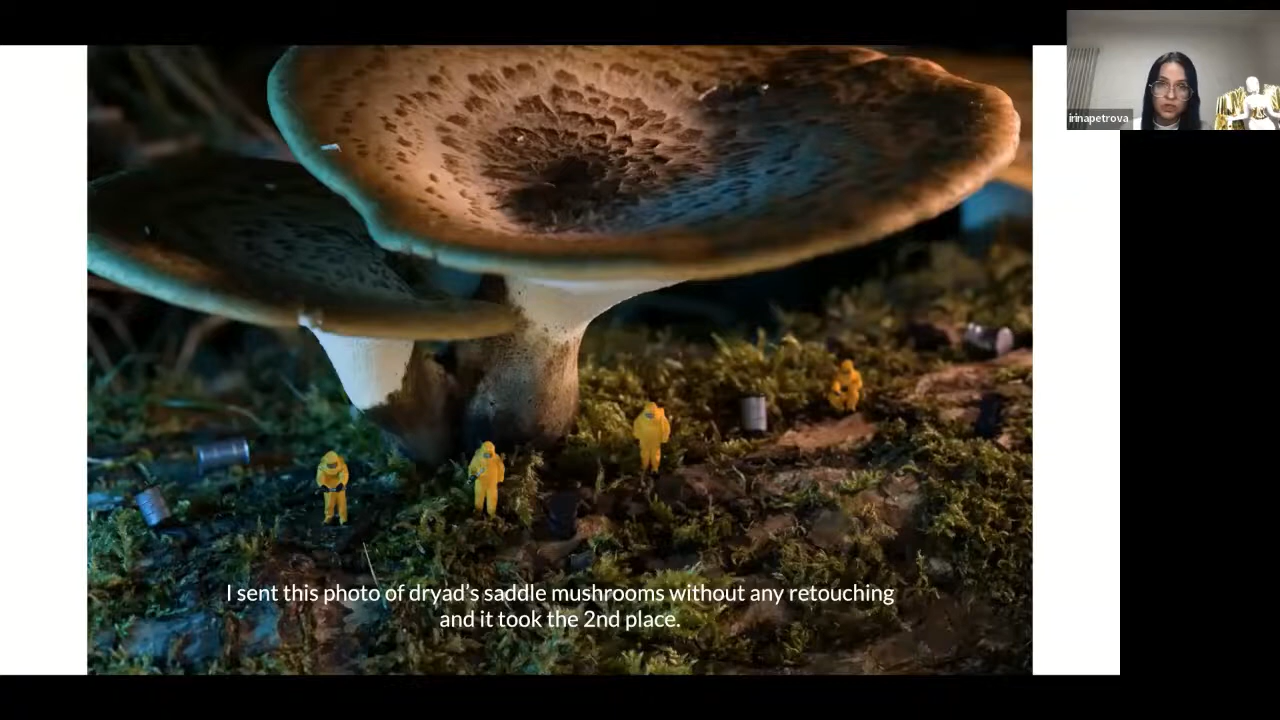 irinapetrova
I sent this photo of dryad's saddle mushrooms without any retouching
and it took the 2nd place.